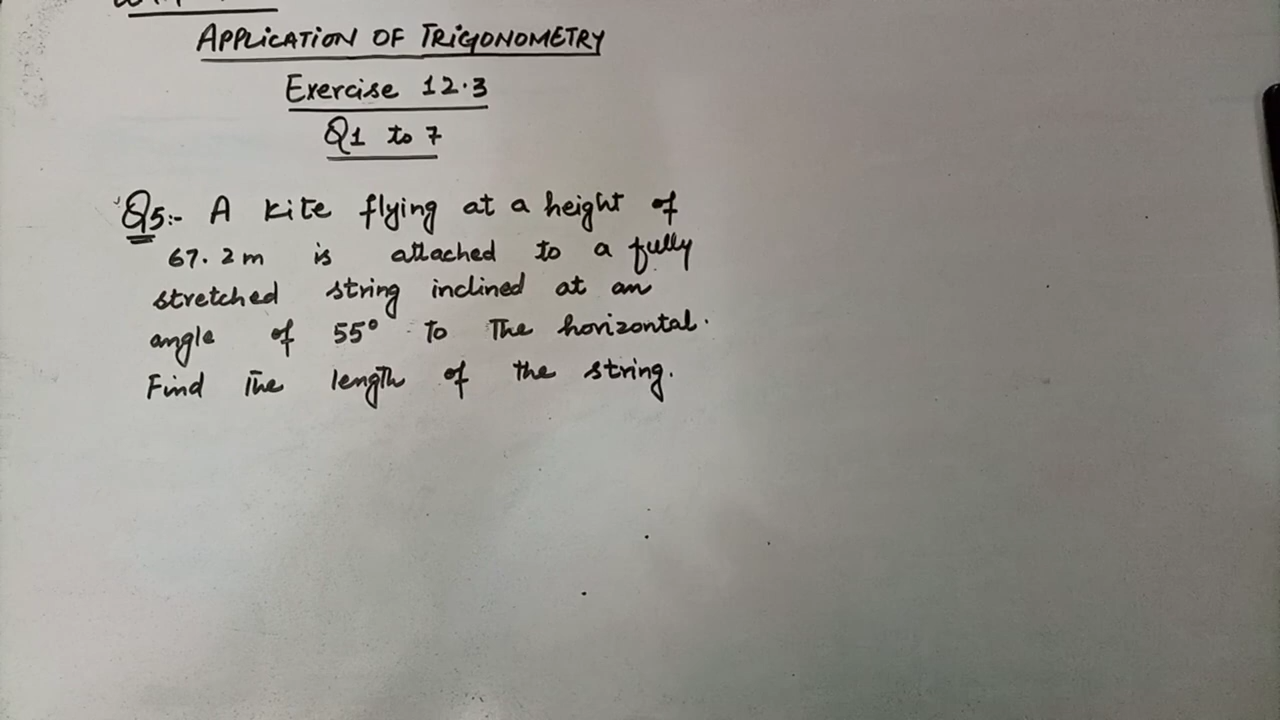 APPLICATION OF TRIGONOMETRY
Exercise 12.3
Q1 to 7
Q5:- A kite flying at a height of
67.2m is attached to a fully
stretched string inclined at an
angle of 55° to The horizontal.
Find The length of the string.